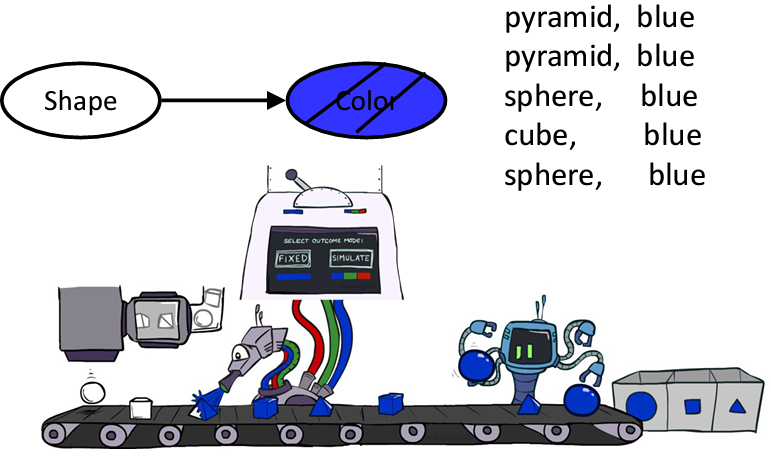 pyramid, blue
pyramid, blue
sphere, blue
cube, blue
sphere, blue
Shape
Color
SELECT OUTCOME MODE:
FIXED SIMULATE